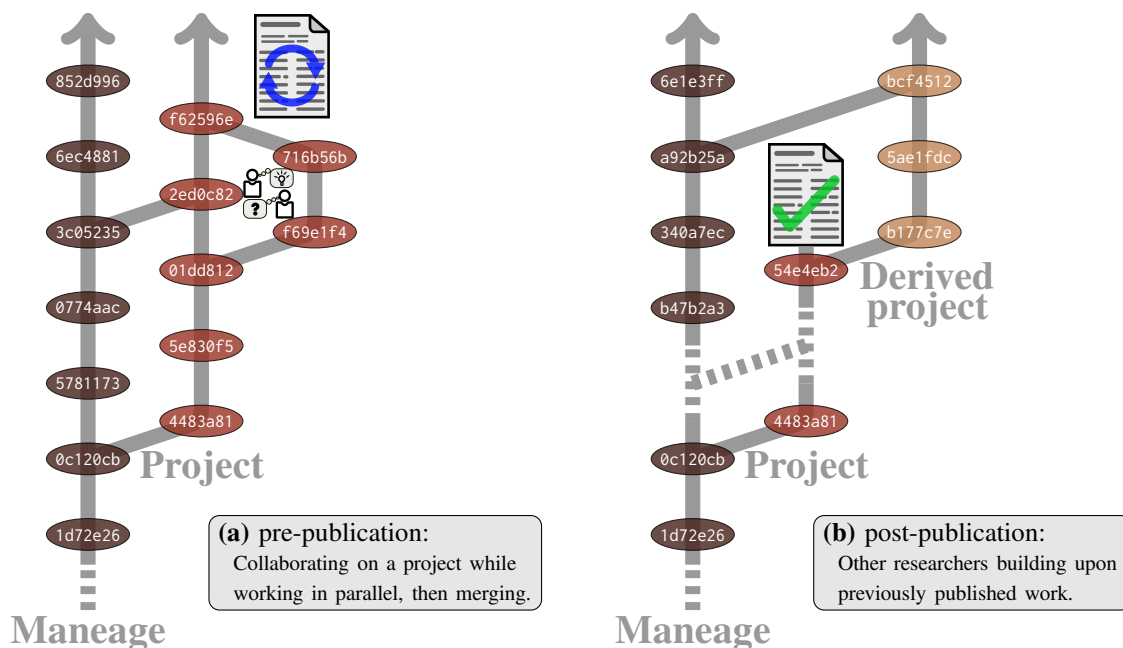 852d996
f62596e
6ec4881
716b56b
2ed0c82
?
3c05235
f69e1f4
01dd812
0774aac
5e830f5
5781173
4483a81
0c120cb
Project
1d72e26
(a) pre-publication:
Collaborating on a project while
working in parallel, then merging.
Maneage
6e1e3ff
bcf4512
a92b25a
5ae1fdc
340a7ec
b177c7e
54e4eb2
Derived
project
b47b2a3
4483a81
0c120cb
Project
1d72e26
(b) post-publication:
Other researchers building upon
previously published work.
Maneage